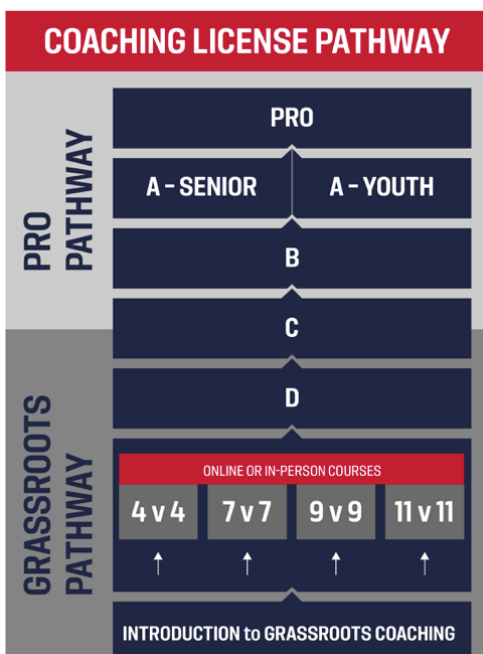 COACHING LICENSE PATHWAY
PRO PATHWAY
PRO
A - SENIOR
A - YOUTH
B
C
GRASSROOTS PATHWAY
D
ONLINE OR IN-PERSON COURSES
4 v 4
7 v 7
9 v 9
11 v 11
INTRODUCTION to GRASSROOTS COACHING